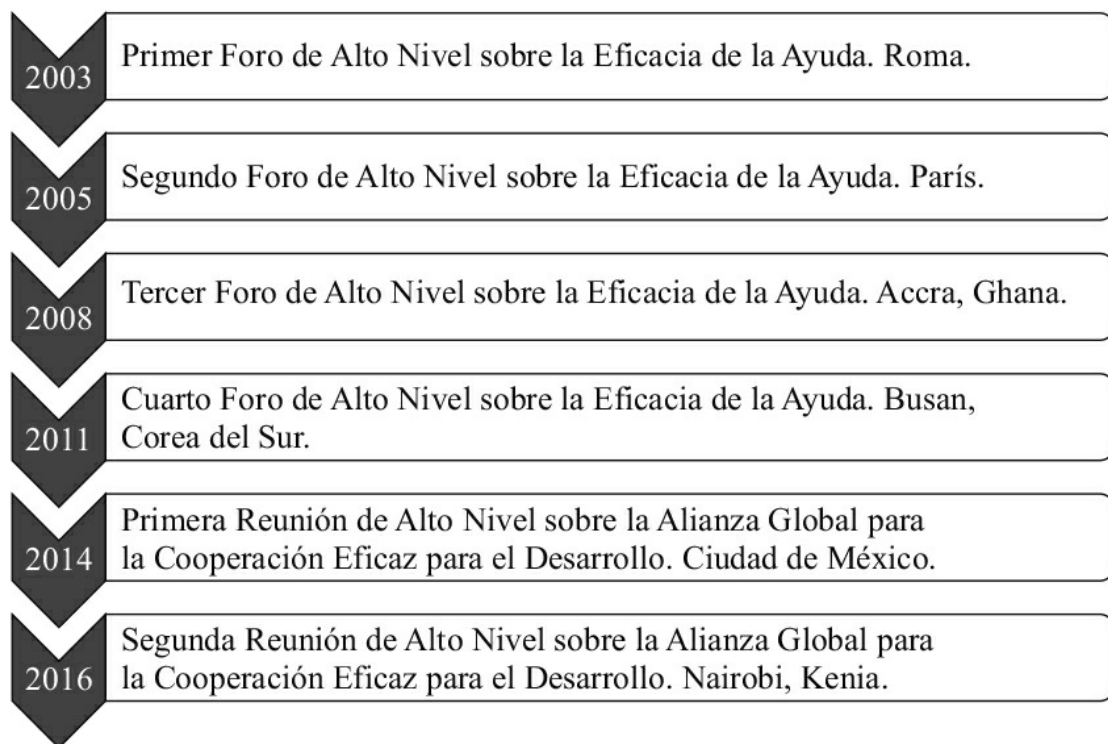 2003
Primer Foro de Alto Nivel sobre la Eficacia de la Ayuda. Roma.
2005
Segundo Foro de Alto Nivel sobre la Eficacia de la Ayuda. París.
2008
Tercer Foro de Alto Nivel sobre la Eficacia de la Ayuda. Accra, Ghana.
2011
Cuarto Foro de Alto Nivel sobre la Eficacia de la Ayuda. Busan,
Corea del Sur.
2014
Primera Reunión de Alto Nivel sobre la Alianza Global para
la Cooperación Eficaz para el Desarrollo. Ciudad de México.
2016
Segunda Reunión de Alto Nivel sobre la Alianza Global para
la Cooperación Eficaz para el Desarrollo. Nairobi, Kenia.